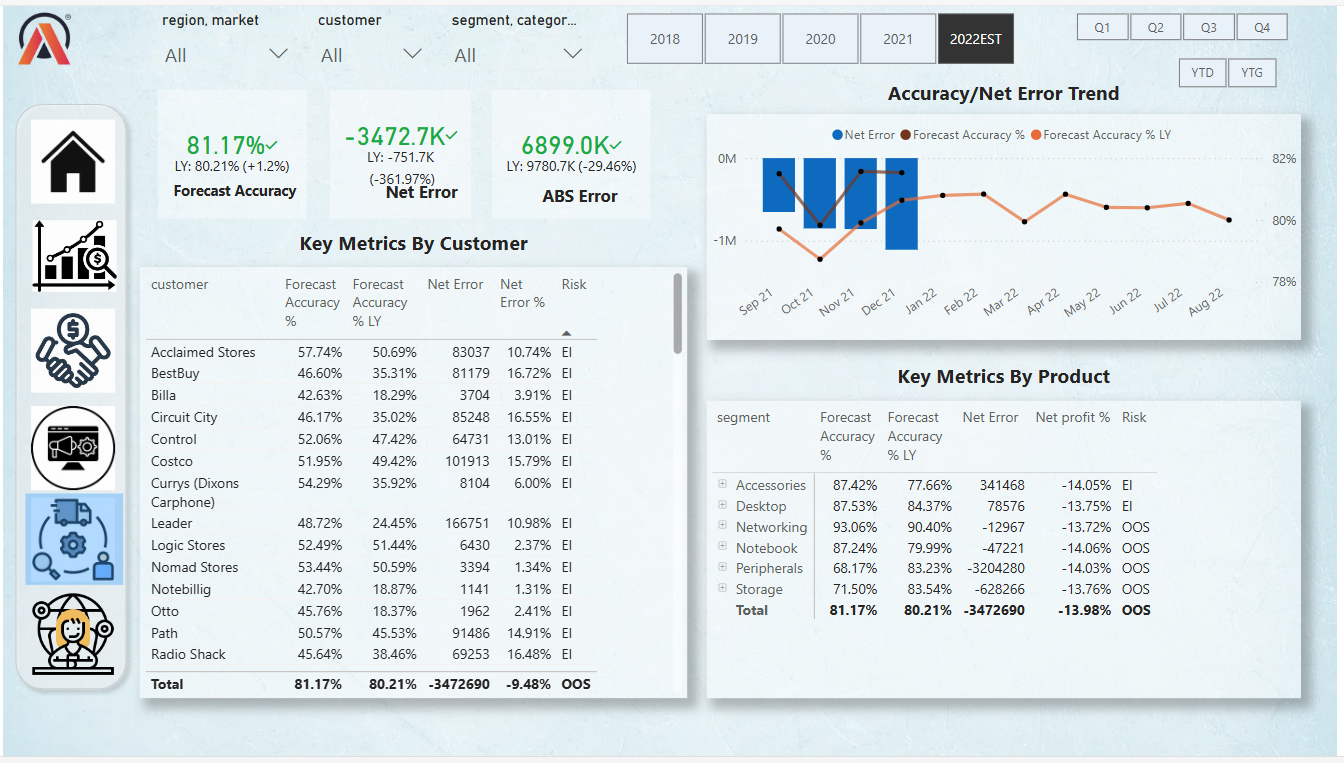 region, market
customer
segment, categor...
All
All
All
2018
2019
2020
2021
2022EST
Q1
Q2
Q3
Q4
YTD
YTG
81.17%
LY: 80.21% (+1.2%)
Forecast Accuracy
-3472.7K
LY: -751.7K
(-361.97%)
Net Error
6899.0K
LY: 9780.7K (-29.46%)
ABS Error
Accuracy/Net Error Trend
Net Error Forecast Accuracy % Forecast Accuracy % LY
0M
-1M
82%
80%
78%
Sep 21
Oct 21
Nov 21
Dec 21
Jan 22
Feb 22
Mar 22
Apr 22
May 22
Jun 22
Jul 22
Aug 22
Key Metrics By Customer
customer Forecast Accuracy % Forecast Accuracy % LY Net Error Net Error % Risk
Acclaimed Stores 57.74% 50.69% 83037 10.74% EI
BestBuy 46.60% 35.31% 81179 16.72% EI
Billa 42.63% 18.29% 3704 3.91% EI
Circuit City 46.17% 35.02% 85248 16.55% EI
Control 52.06% 47.42% 64731 13.01% EI
Costco 51.95% 49.42% 101913 15.79% EI
Currys (Dixons 54.29% 35.92% 8104 6.00% EI
Carphone)
Leader 48.72% 24.45% 166751 10.98% EI
Logic Stores 52.49% 51.44% 6430 2.37% EI
Nomad Stores 53.44% 50.59% 3394 1.34% EI
Notebillig 42.70% 18.87% 1141 1.31% EI
Otto 45.76% 18.37% 1962 2.41% EI
Path 50.57% 45.53% 91486 14.91% EI
Radio Shack 45.64% 38.46% 69253 16.48% EI
Total 81.17% 80.21% -3472690 -9.48% OOS
Key Metrics By Product
segment Forecast Accuracy % Forecast Accuracy % LY Net Error Net profit % Risk
Accessories 87.42% 77.66% 341468 -14.05% EI
Desktop 87.53% 84.37% 78576 -13.75% EI
Networking 93.06% 90.40% -12967 -13.72% OOS
Notebook 87.24% 79.99% -47221 -14.06% OOS
Peripherals 68.17% 83.23% -3204280 -14.03% OOS
Storage 71.50% 83.54% -628266 -13.76% OOS
Total 81.17% 80.21% -3472690 -13.98% OOS